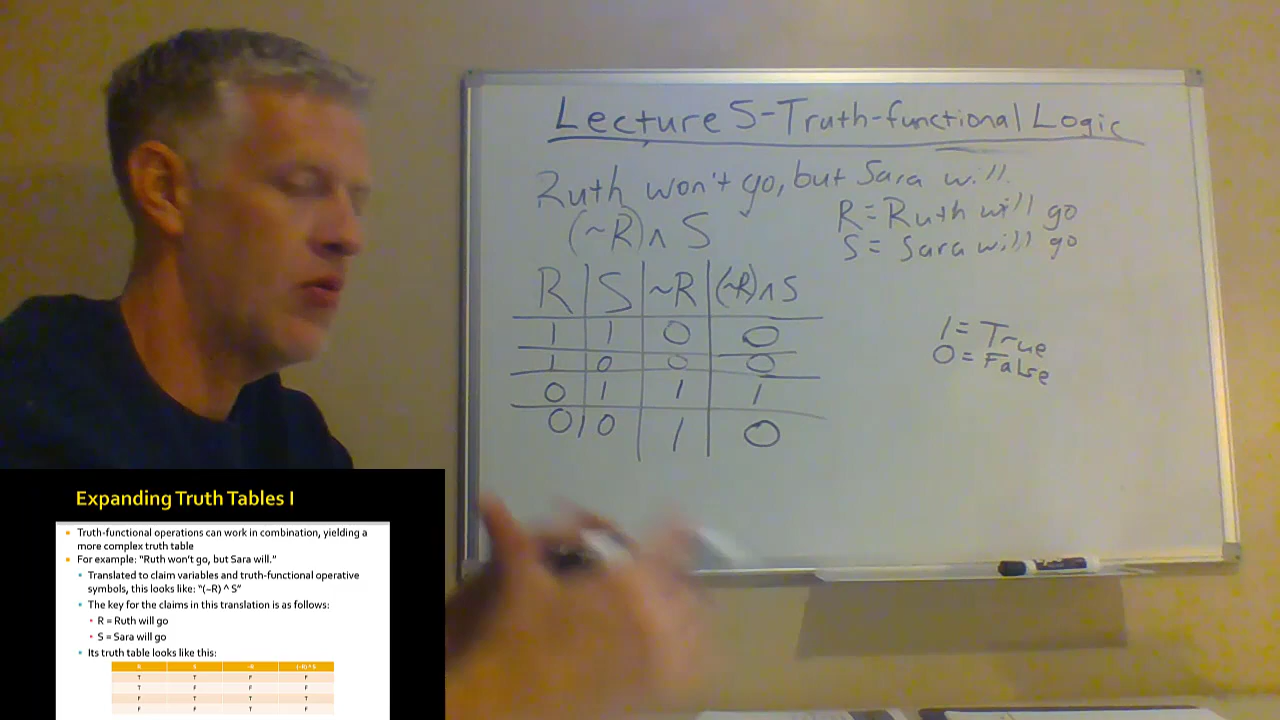 Lecture 5-Truth-functional Logic
Ruth won't go, but Sara will.
(~R)∧ S
R = Ruth will go
S = Sara will go
R S ~R (~R)∧S
1 1 0 0
1 0 0 0
0 1 1 1
0 0 1 0
1 = True
0 = False
Expanding Truth Tables I
Truth-functional operations can work in combination, yielding a
more complex truth table
For example: "Ruth won't go, but Sara will."
Translated to claim variables and truth-functional operative
symbols, this looks like: "(~R) ^ S"
The key for the claims in this translation is as follows:
R = Ruth will go
S = Sara will go
Its truth table looks like this:
R S ~R (~R) ^ S
T T F F
T F F F
F T T T
F F T F